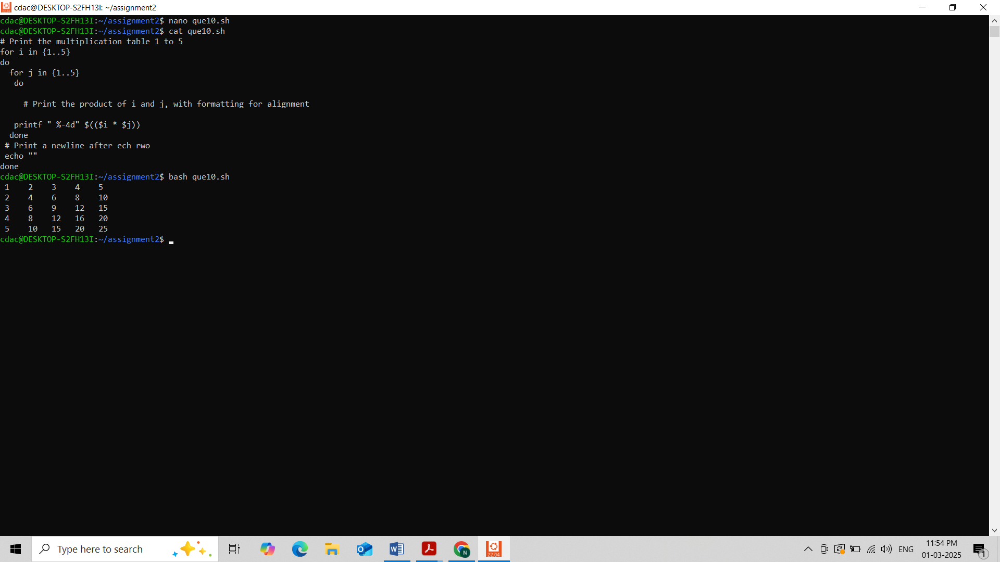 cdac@DESKTOP-S2FH13I: ~/assignment2
cdac@DESKTOP-S2FH13I:~/assignment2$ nano que10.sh
cdac@DESKTOP-S2FH13I:~/assignment2$ cat que10.sh
# Print the multiplication table 1 to 5
for i in {1..5}
do
  for j in {1..5}
   do
     # Print the product of i and j, with formatting for alignment
   printf " %-4d" $(($i * $j))
  done
 # Print a newline after ech rwo
 echo ""
done
cdac@DESKTOP-S2FH13I:~/assignment2$ bash que10.sh
 1    2    3    4    5
 2    4    6    8    10
 3    6    9    12   15
 4    8    12   16   20
 5    10   15   20   25
cdac@DESKTOP-S2FH13I:~/assignment2$
Type here to search
22.04
N
ENG
11:54 PM
01-03-2025
1